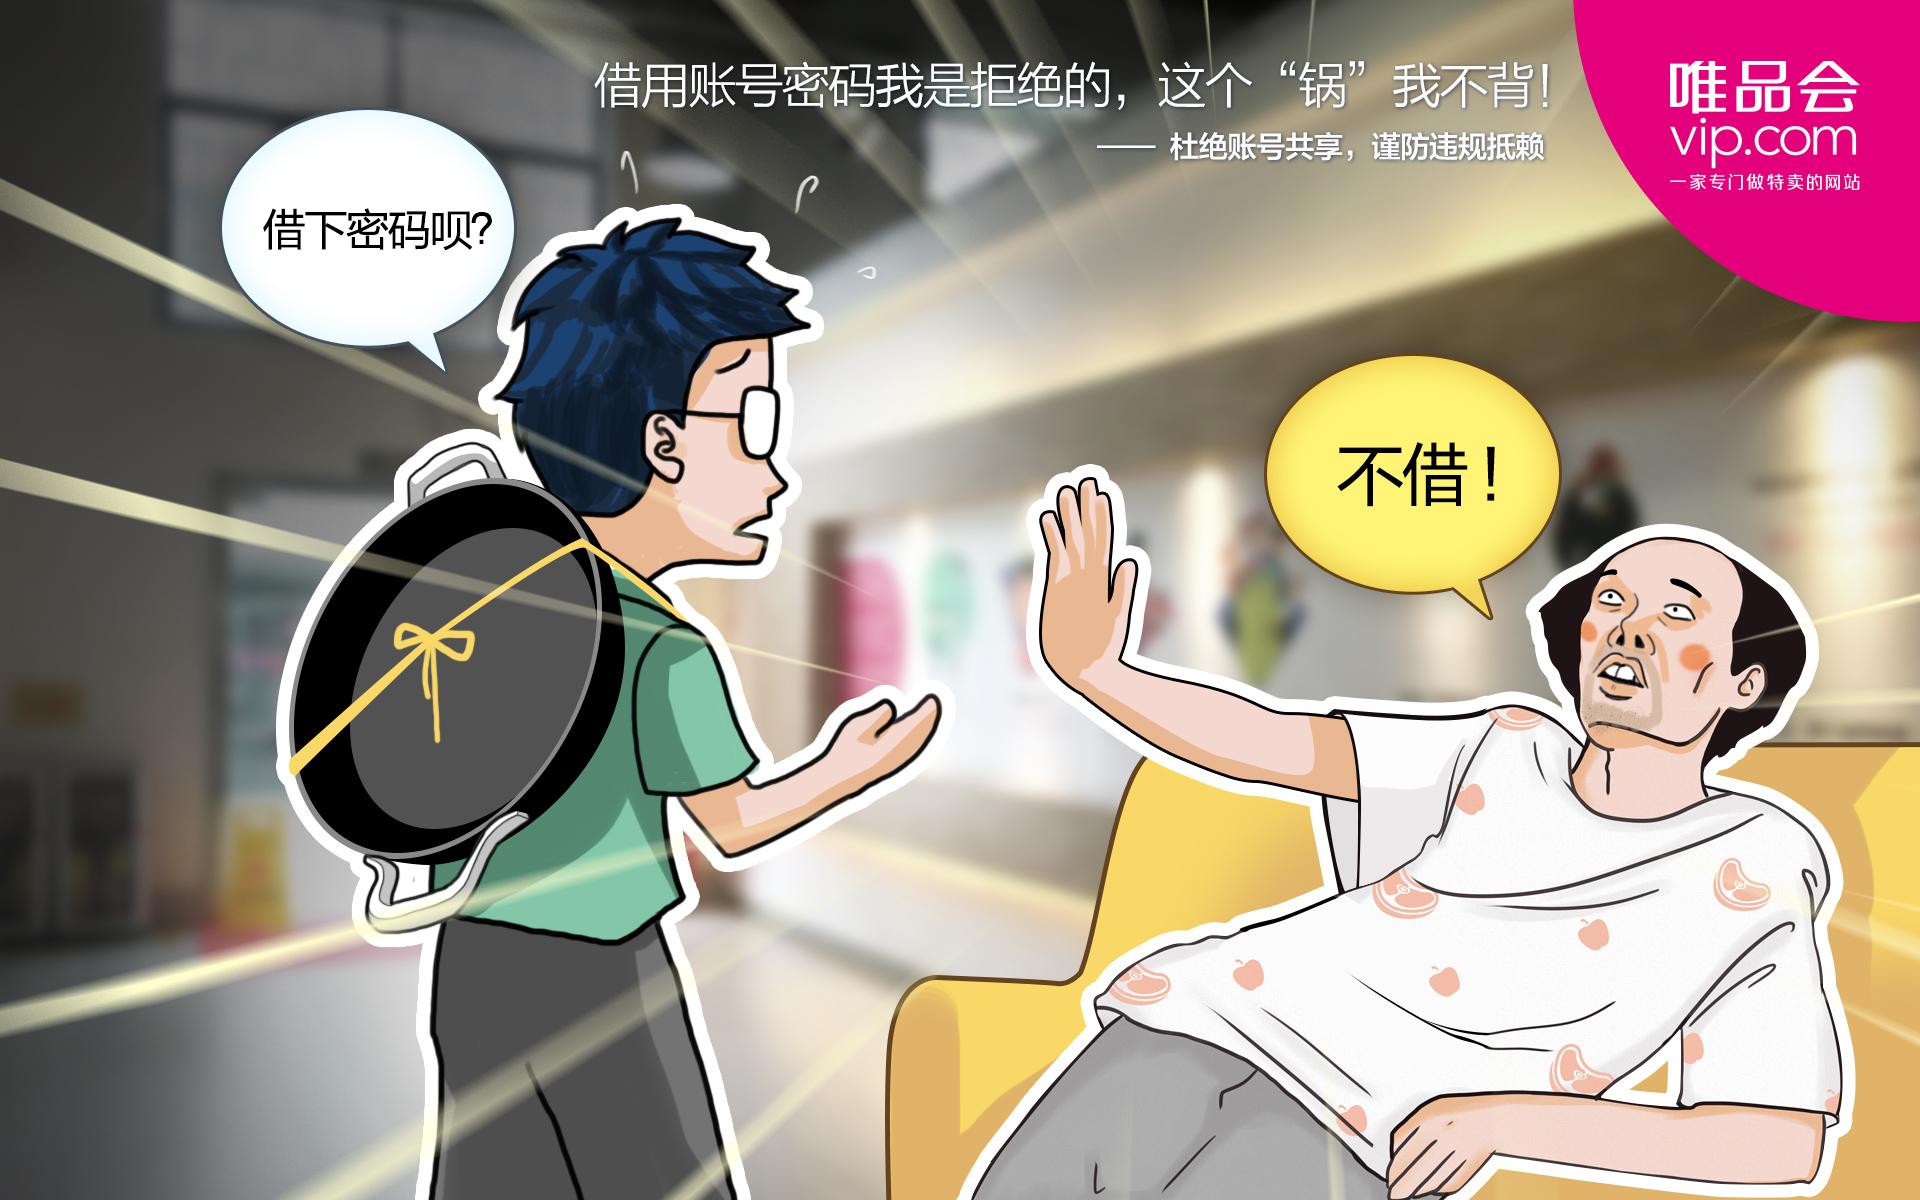 借用账号密码我是拒绝的，这个“锅”我不背！
—— 杜绝账号共享，谨防违规抵赖
唯品会
vip.com
一家专门做特卖的网站
借下密码呗？
不借！